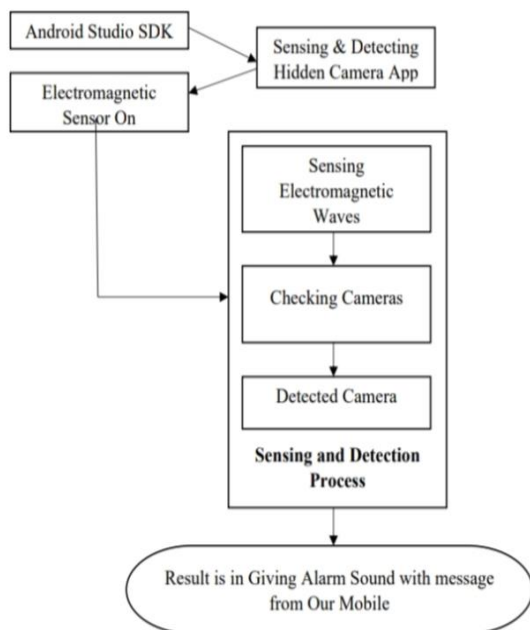 Android Studio SDK
Sensing & Detecting
Hidden Camera App
Electromagnetic
Sensor On
Sensing
Electromagnetic
Waves
Checking Cameras
Detected Camera
Sensing and Detection
Process
Result is in Giving Alarm Sound with message
from Our Mobile